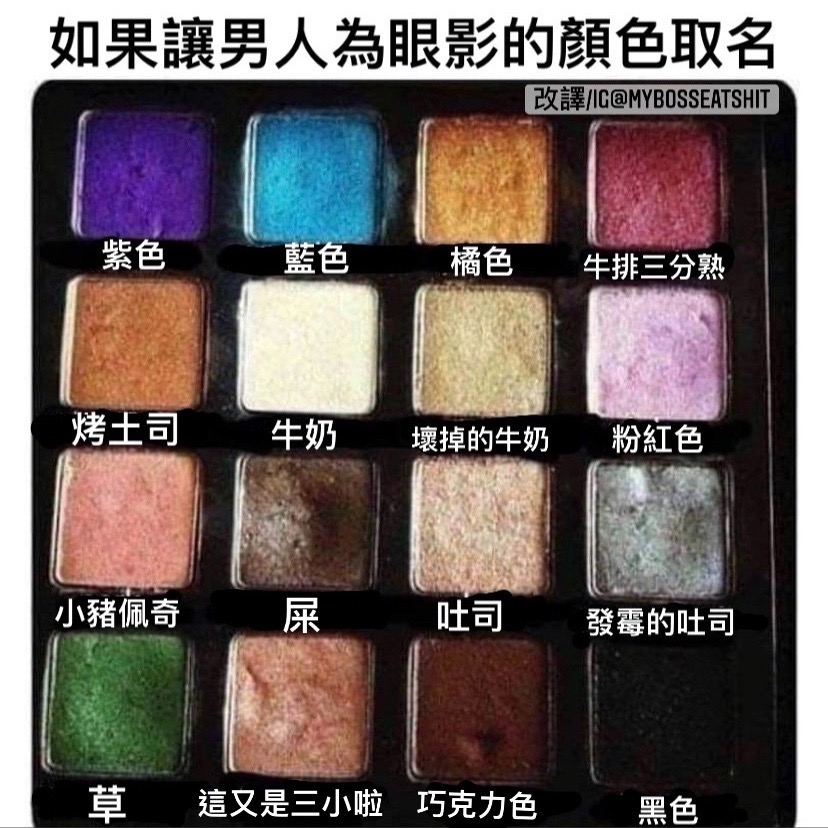 如果讓男人為眼影的顏色取名
改譯/IG@MYBOSSEATSHIT
紫色
藍色
橘色
牛排三分熟
烤土司
牛奶
壞掉的牛奶
粉紅色
小豬佩奇
屎
吐司
發霉的吐司
草
這又是三小啦
巧克力色
黑色